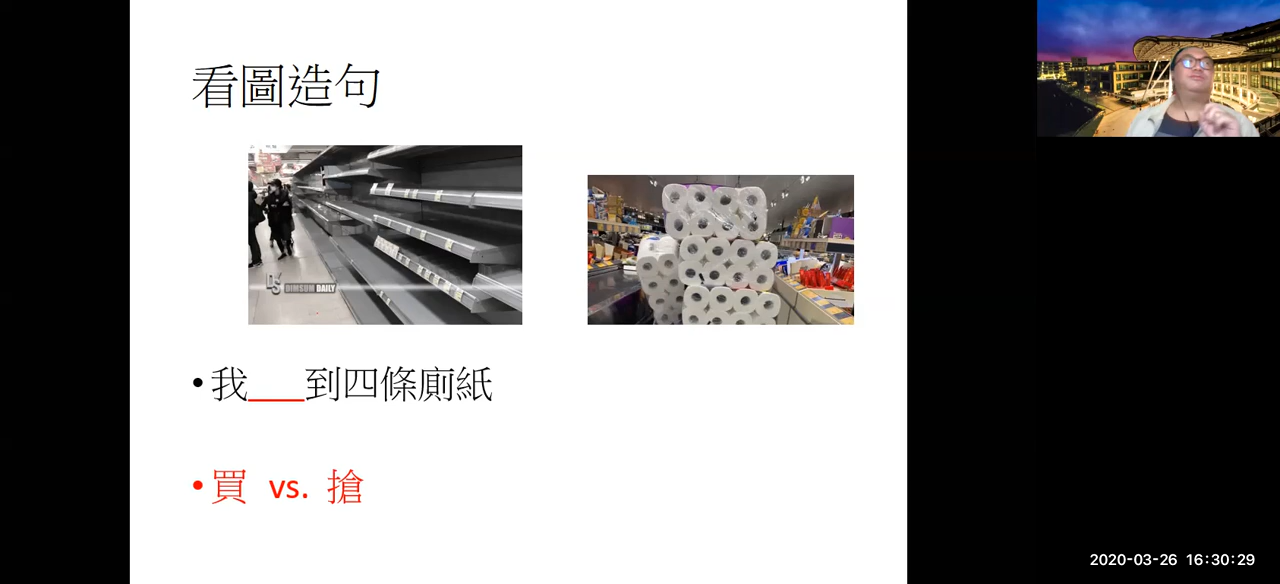 看圖造句
DIMSUM DAILY
• 我___到四條廁紙
• 買 vs. 搶
2020-03-26 16:30:29